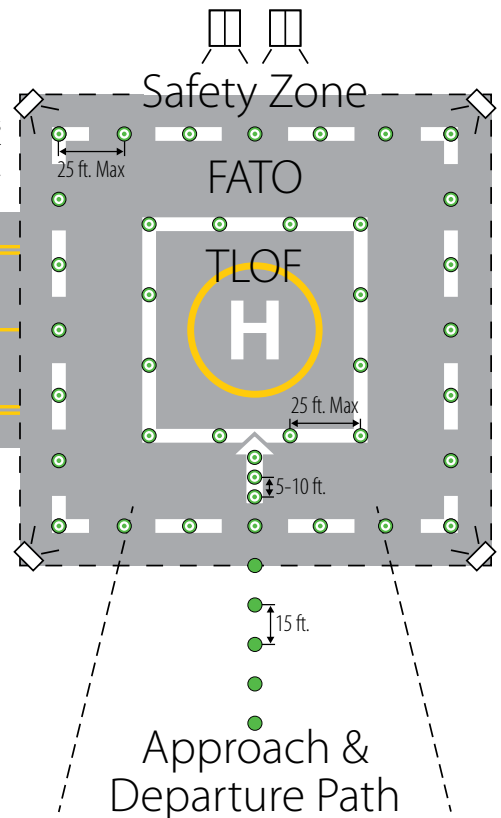 Safety Zone
25 ft. Max
FATO
TLOF
H
25 ft. Max
5-10 ft.
15 ft.
Approach &
Departure Path